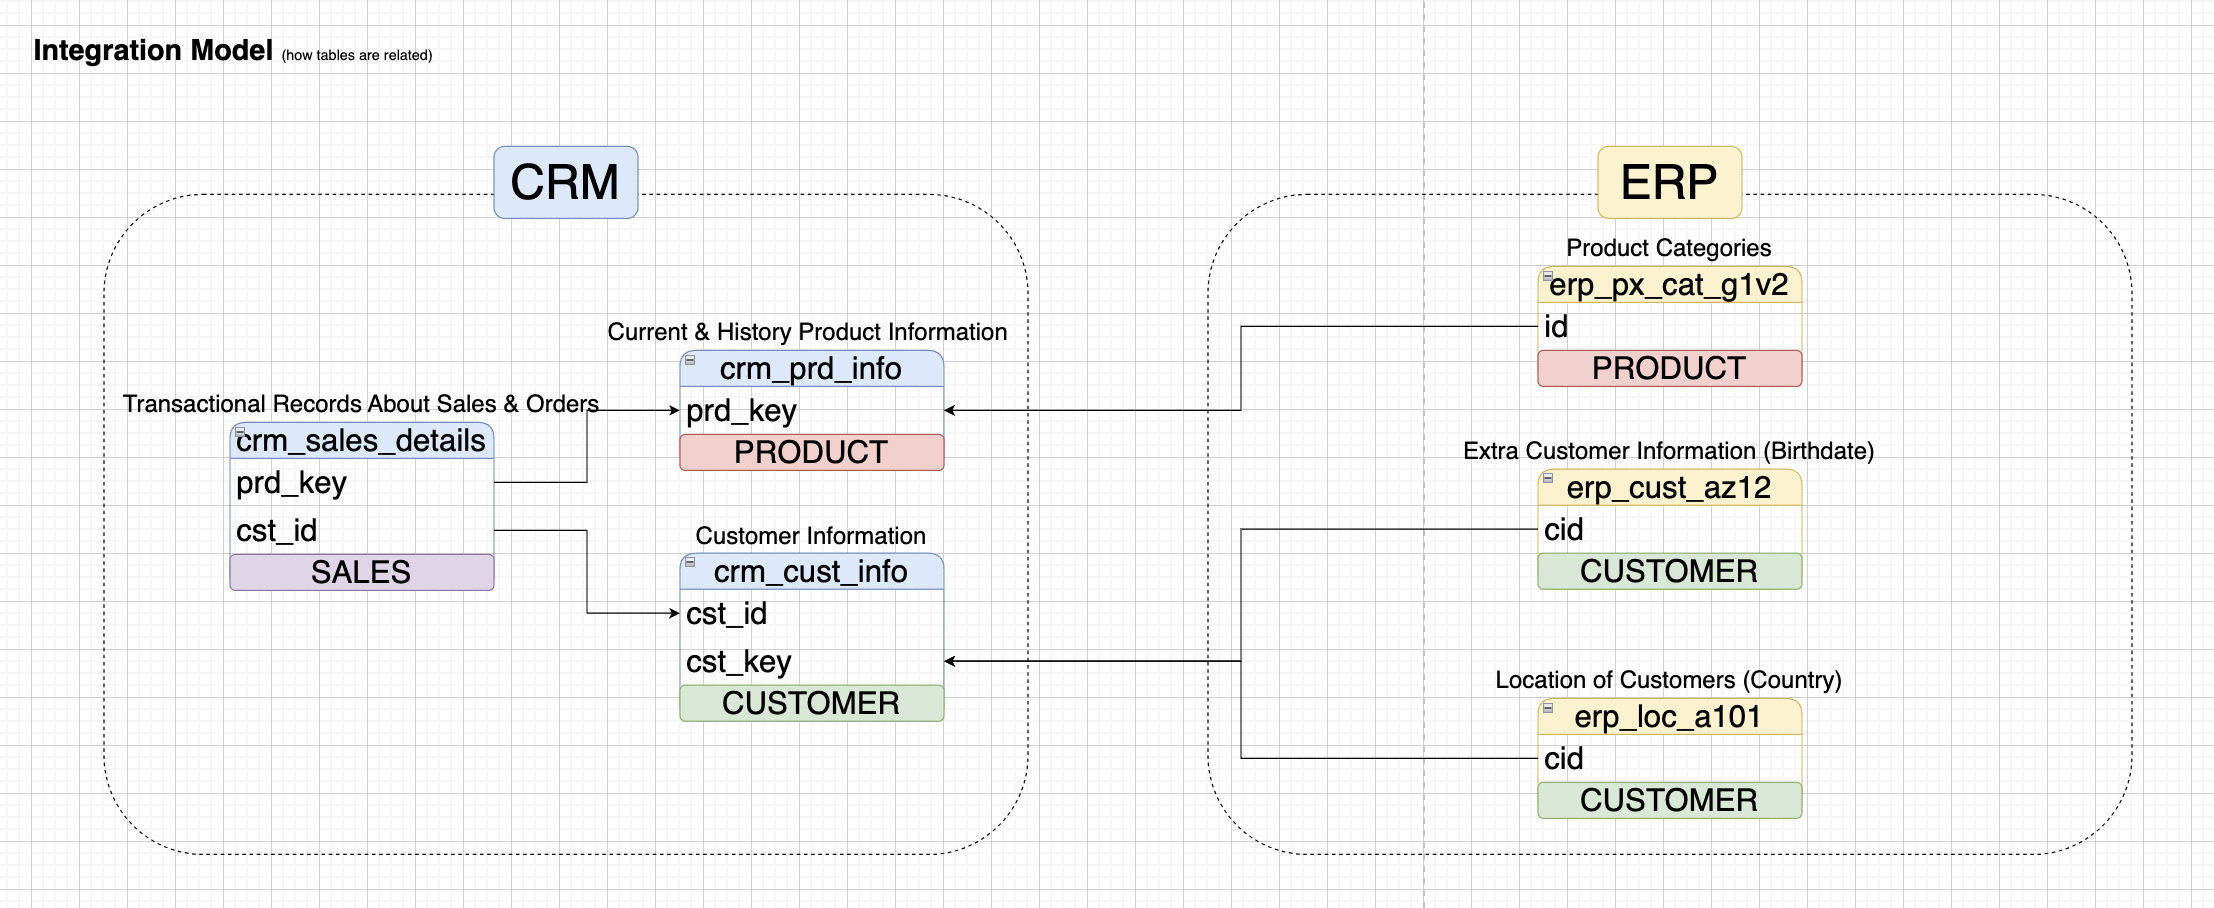 Integration Model (how tables are related)
CRM
Transactional Records About Sales & Orders
crm_sales_details
prd_key
cst_id
SALES
Current & History Product Information
crm_prd_info
prd_key
PRODUCT
Customer Information
crm_cust_info
cst_id
cst_key
CUSTOMER
ERP
Product Categories
erp_px_cat_g1v2
id
PRODUCT
Extra Customer Information (Birthdate)
erp_cust_az12
cid
CUSTOMER
Location of Customers (Country)
erp_loc_a101
cid
CUSTOMER